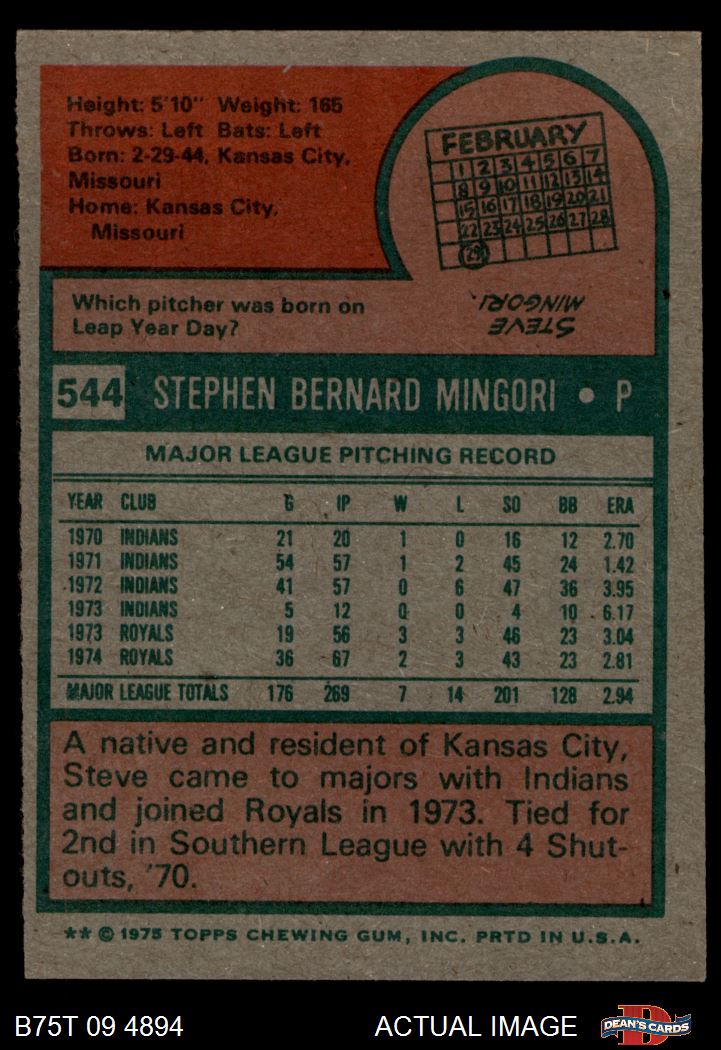 Height: 5'10" Weight: 165
Throws: Left Bats: Left
Born: 2-29-44, Kansas City,
Missouri
Home: Kansas City,
Missouri
FEBRUARY
1 2 3 4 5 6 7
8 9 10 11 12 13 14
15 16 17 18 19 20 21
22 23 24 25 26 27 28
29
Which pitcher was born on
Leap Year Day?
STEVE
MINGORI.
544 STEPHEN BERNARD MINGORI • P
MAJOR LEAGUE PITCHING RECORD
YEAR CLUB G IP W L SO BB ERA
1970 INDIANS 21 20 1 0 16 12 2.70
1971 INDIANS 54 57 1 2 45 24 1.42
1972 INDIANS 41 57 0 6 47 36 3.95
1973 INDIANS 5 12 0 0 4 10 6.17
1973 ROYALS 19 56 3 3 46 23 3.04
1974 ROYALS 36 67 2 3 43 23 2.81
MAJOR LEAGUE TOTALS 176 269 7 14 201 128 2.94
A native and resident of Kansas City,
Steve came to majors with Indians
and joined Royals in 1973. Tied for
2nd in Southern League with 4 Shut-
outs, '70.
** © 1975 TOPPS CHEWING GUM, INC. PRTD IN U.S.A.
B75T 09 4894 ACTUAL IMAGE DEAN'S CARDS